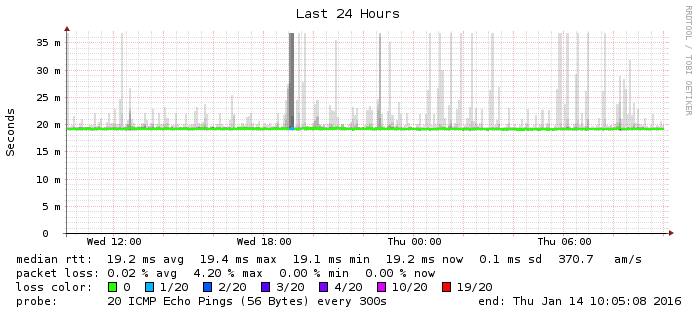 Last 24 Hours
RRDTOOL / TOBI OETIKER
Seconds
35 m
30 m
25 m
20 m
15 m
10 m
5 m
0
Wed 12:00 Wed 18:00 Thu 00:00 Thu 06:00
median rtt: 19.2 ms avg 19.4 ms max 19.1 ms min 19.2 ms now 0.1 ms sd 370.7 am/s
packet loss: 0.02 % avg 4.20 % max 0.00 % min 0.00 % now
loss color: 0 1/20 2/20 3/20 4/20 10/20 19/20
probe: 20 ICMP Echo Pings (56 Bytes) every 300s end: Thu Jan 14 10:05:08 2016